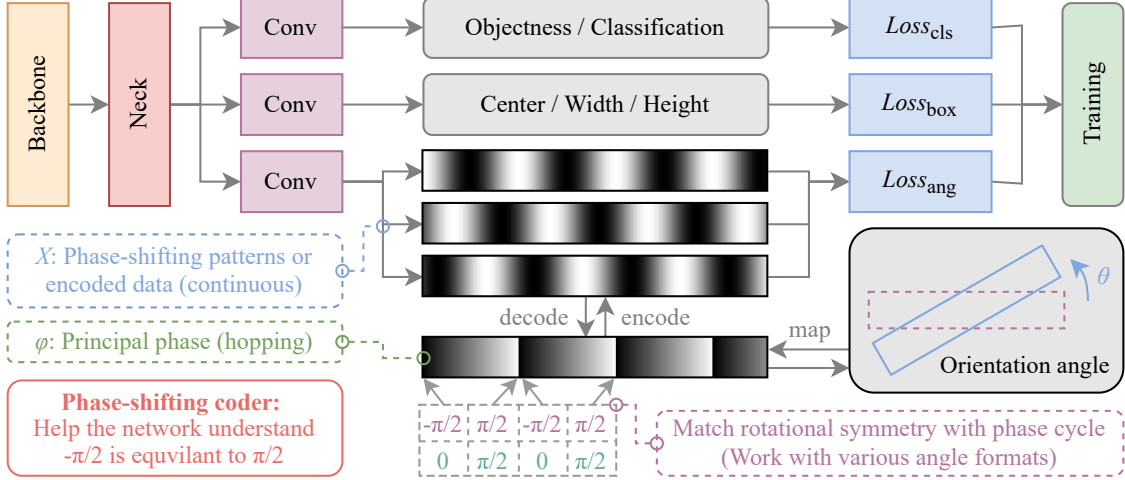 Backbone
Neck
Conv
Objectness / Classification
Loss_cls
Conv
Center / Width / Height
Loss_box
Conv
Loss_ang
Training
X: Phase-shifting patterns or
encoded data (continuous)
decode
encode
φ: Principal phase (hopping)
map
θ
Orientation angle
Phase-shifting coder:
Help the network understand
-π/2 is equvilant to π/2
-π/2 π/2 -π/2 π/2
0 π/2 0 π/2
Match rotational symmetry with phase cycle
(Work with various angle formats)